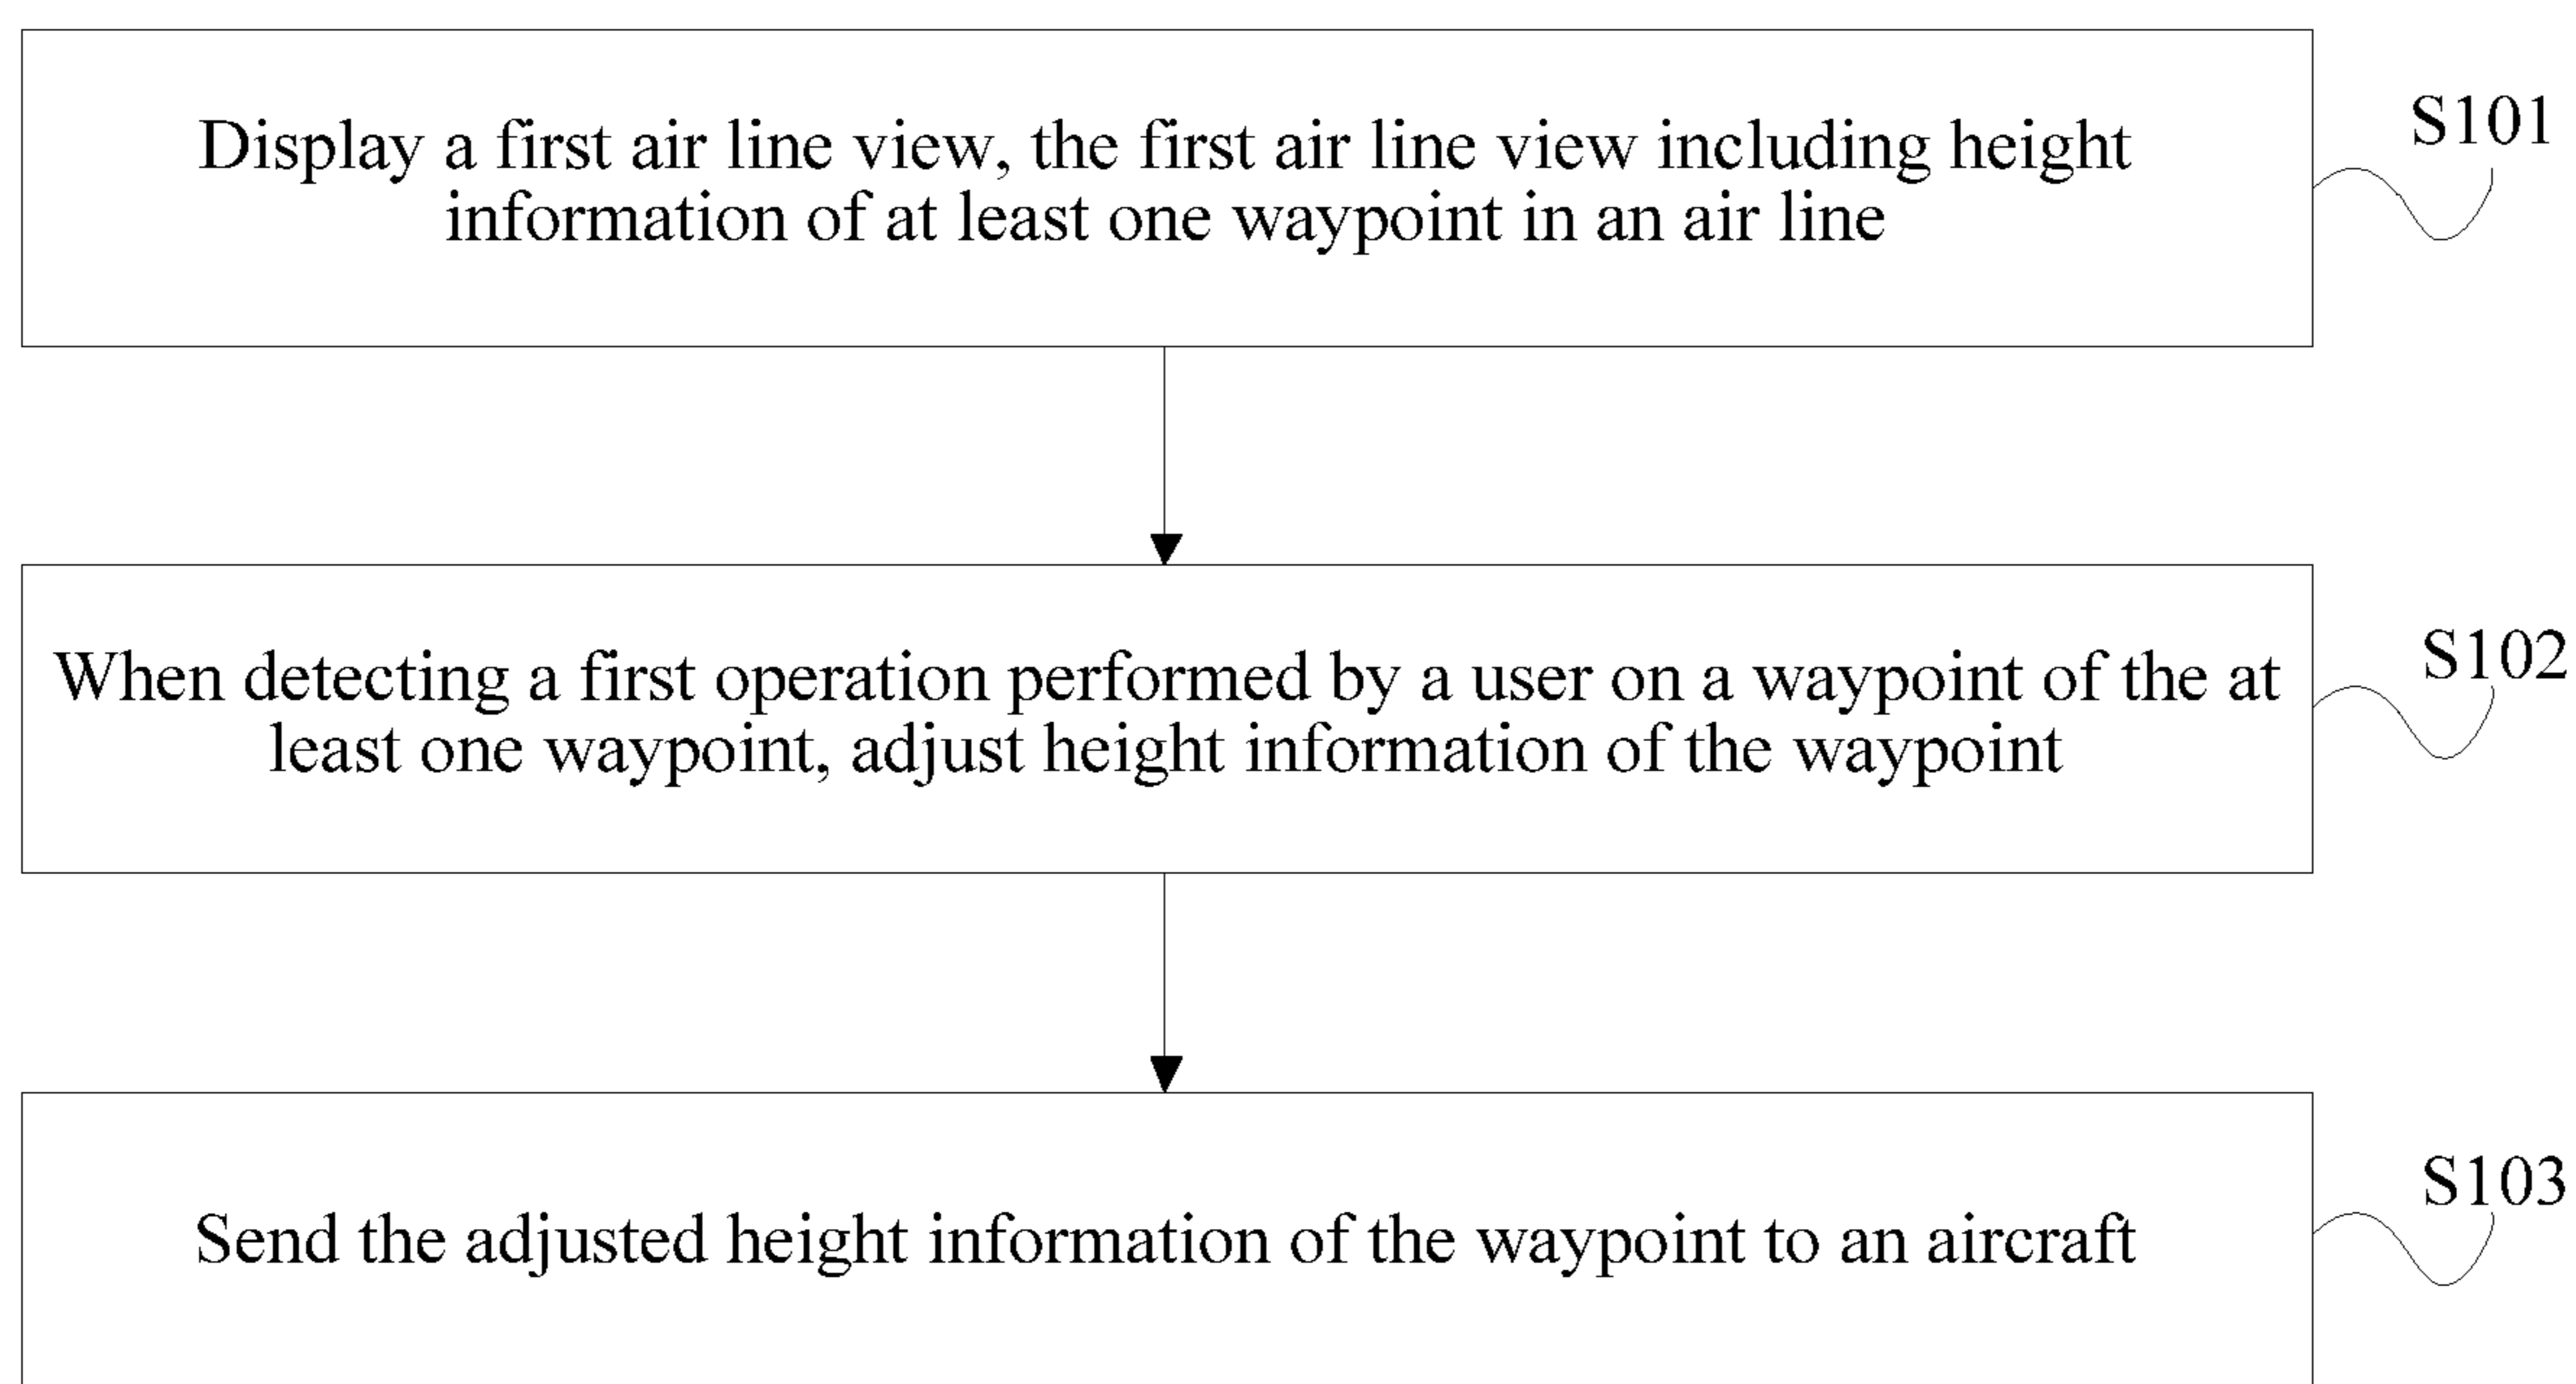 Display a first air line view, the first air line view including height
information of at least one waypoint in an air line
S101
When detecting a first operation performed by a user on a waypoint of the at
least one waypoint, adjust height information of the waypoint
S102
Send the adjusted height information of the waypoint to an aircraft
S103